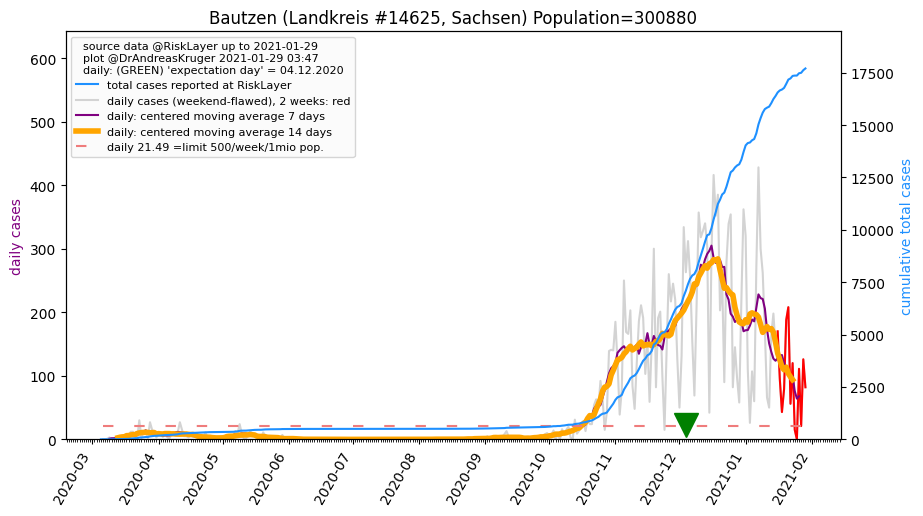 Bautzen (Landkreis #14625, Sachsen) Population=300880
source data @RiskLayer up to 2021-01-29
plot @DrAndreasKruger 2021-01-29 03:47
daily: (GREEN) 'expectation day' = 04.12.2020
total cases reported at RiskLayer
daily cases (weekend-flawed), 2 weeks: red
daily: centered moving average 7 days
daily: centered moving average 14 days
daily 21.49 =limit 500/week/1mio pop.
daily cases
600
500
400
300
200
100
0
cumulative total cases
17500
15000
12500
10000
7500
5000
2500
0
2020-03
2020-04
2020-05
2020-06
2020-07
2020-08
2020-09
2020-10
2020-11
2020-12
2021-01
2021-02